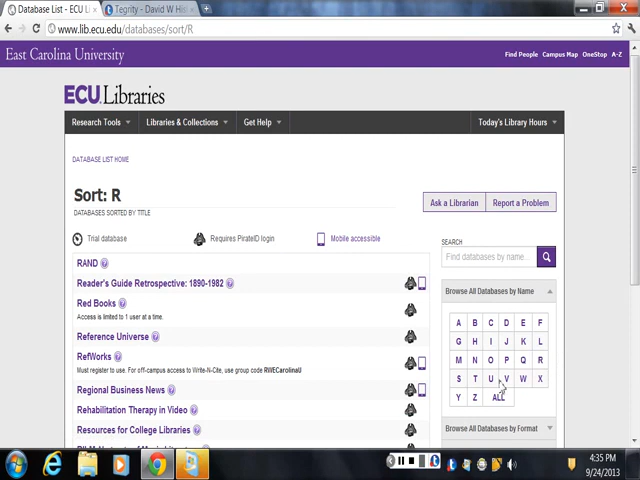 Database List - ECU Li
Tegrity - David W His
www.lib.ecu.edu/databases/sort/R
East Carolina University
Find People Campus Map OneStop A-Z
ECU Libraries
Research Tools Libraries & Collections Get Help Today's Library Hours
DATABASE LIST HOME
Sort: R
DATABASES SORTED BY TITLE
Ask a Librarian Report a Problem
Trial database Requires PirateID login Mobile accessible
SEARCH
Find databases by name...
RAND
Reader's Guide Retrospective: 1890-1982
Red Books
Access is limited to 1 user at a time.
Reference Universe
RefWorks
Must register to use. For off-campus access to Write-N-Cite, use group code RWECarolinaU
Regional Business News
Rehabilitation Therapy in Video
Resources for College Libraries
Browse All Databases by Name
A B C D E F
G H I J K L
M N O P Q R
S T U V W X
Y Z ALL
Browse All Databases by Format
4:35 PM
9/24/2013